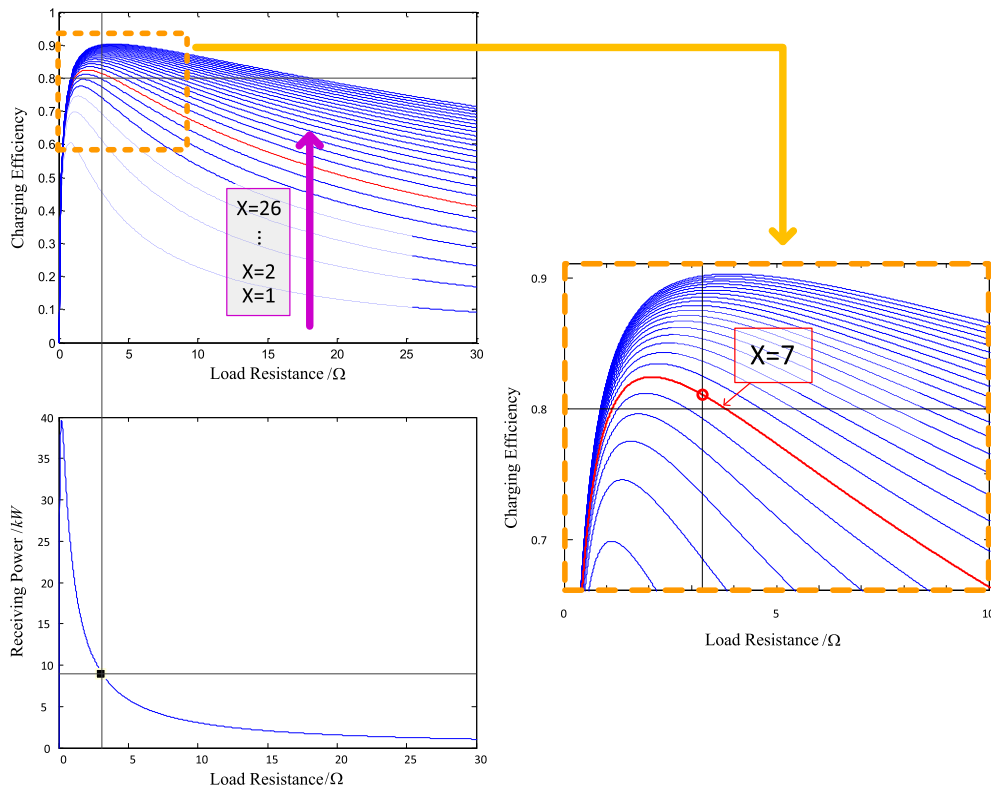 1
0.9
0.8
0.7
0.6
0.5
0.4
0.3
0.2
0.1
0
Charging Efficiency
X=26
⋮
X=2
X=1
0 5 10 15 20 25 30
Load Resistance /Ω
40
35
30
25
20
15
10
5
0
Receiving Power /kW
0 5 10 15 20 25 30
Load Resistance/Ω
0.9
0.8
0.7
Charging Efficiency
X=7
0 5 10
Load Resistance /Ω